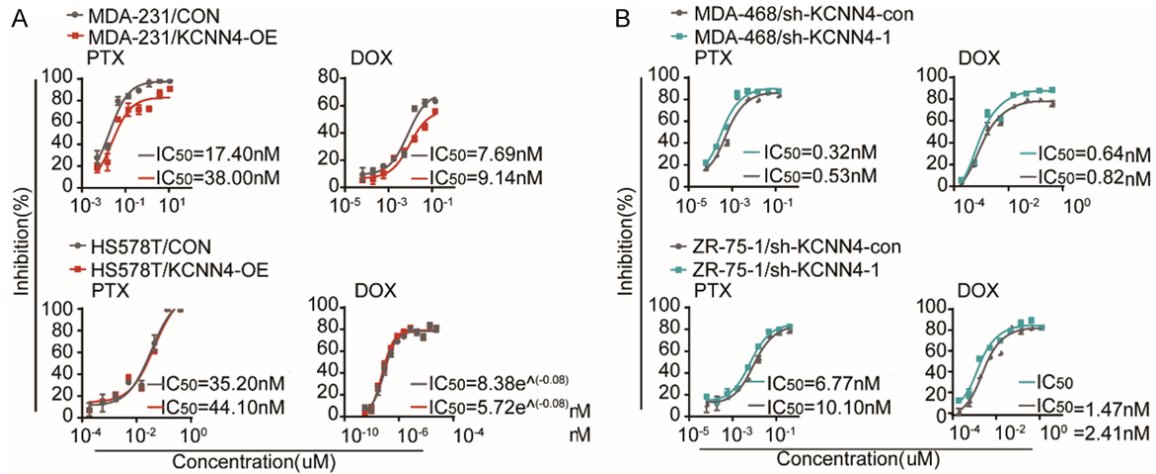 A
MDA-231/CON
MDA-231/KCNN4-OE
PTX
DOX
100
80
60
40
20
0
IC50=17.40nM
IC50=38.00nM
10-3 10-1 101
80
60
40
20
0
IC50=7.69nM
IC50=9.14nM
10-5 10-3 10-1
HS578T/CON
HS578T/KCNN4-OE
PTX
DOX
100
80
60
40
20
0
IC50=35.20nM
IC50=44.10nM
10-4 10-2 100
100
80
60
40
20
0
IC50=8.38e^(-0.08)
IC50=5.72e^(-0.08) nM
nM
10-10 10-6 10-4
Inhibition(%)
Concentration(uM)
B
MDA-468/sh-KCNN4-con
MDA-468/sh-KCNN4-1
PTX
DOX
100
80
60
40
20
0
IC50=0.32nM
IC50=0.53nM
10-5 10-3 10-1
100
80
60
40
20
0
IC50=0.64nM
IC50=0.82nM
10-4 10-2 100
ZR-75-1/sh-KCNN4-con
ZR-75-1/sh-KCNN4-1
PTX
DOX
100
80
60
40
20
0
IC50=6.77nM
IC50=10.10nM
10-5 10-3 10-1
100
80
60
40
20
0
IC50
IC50=1.47nM
10-4 10-2 100 =2.41nM
Inhibition(%)
Concentration(uM)